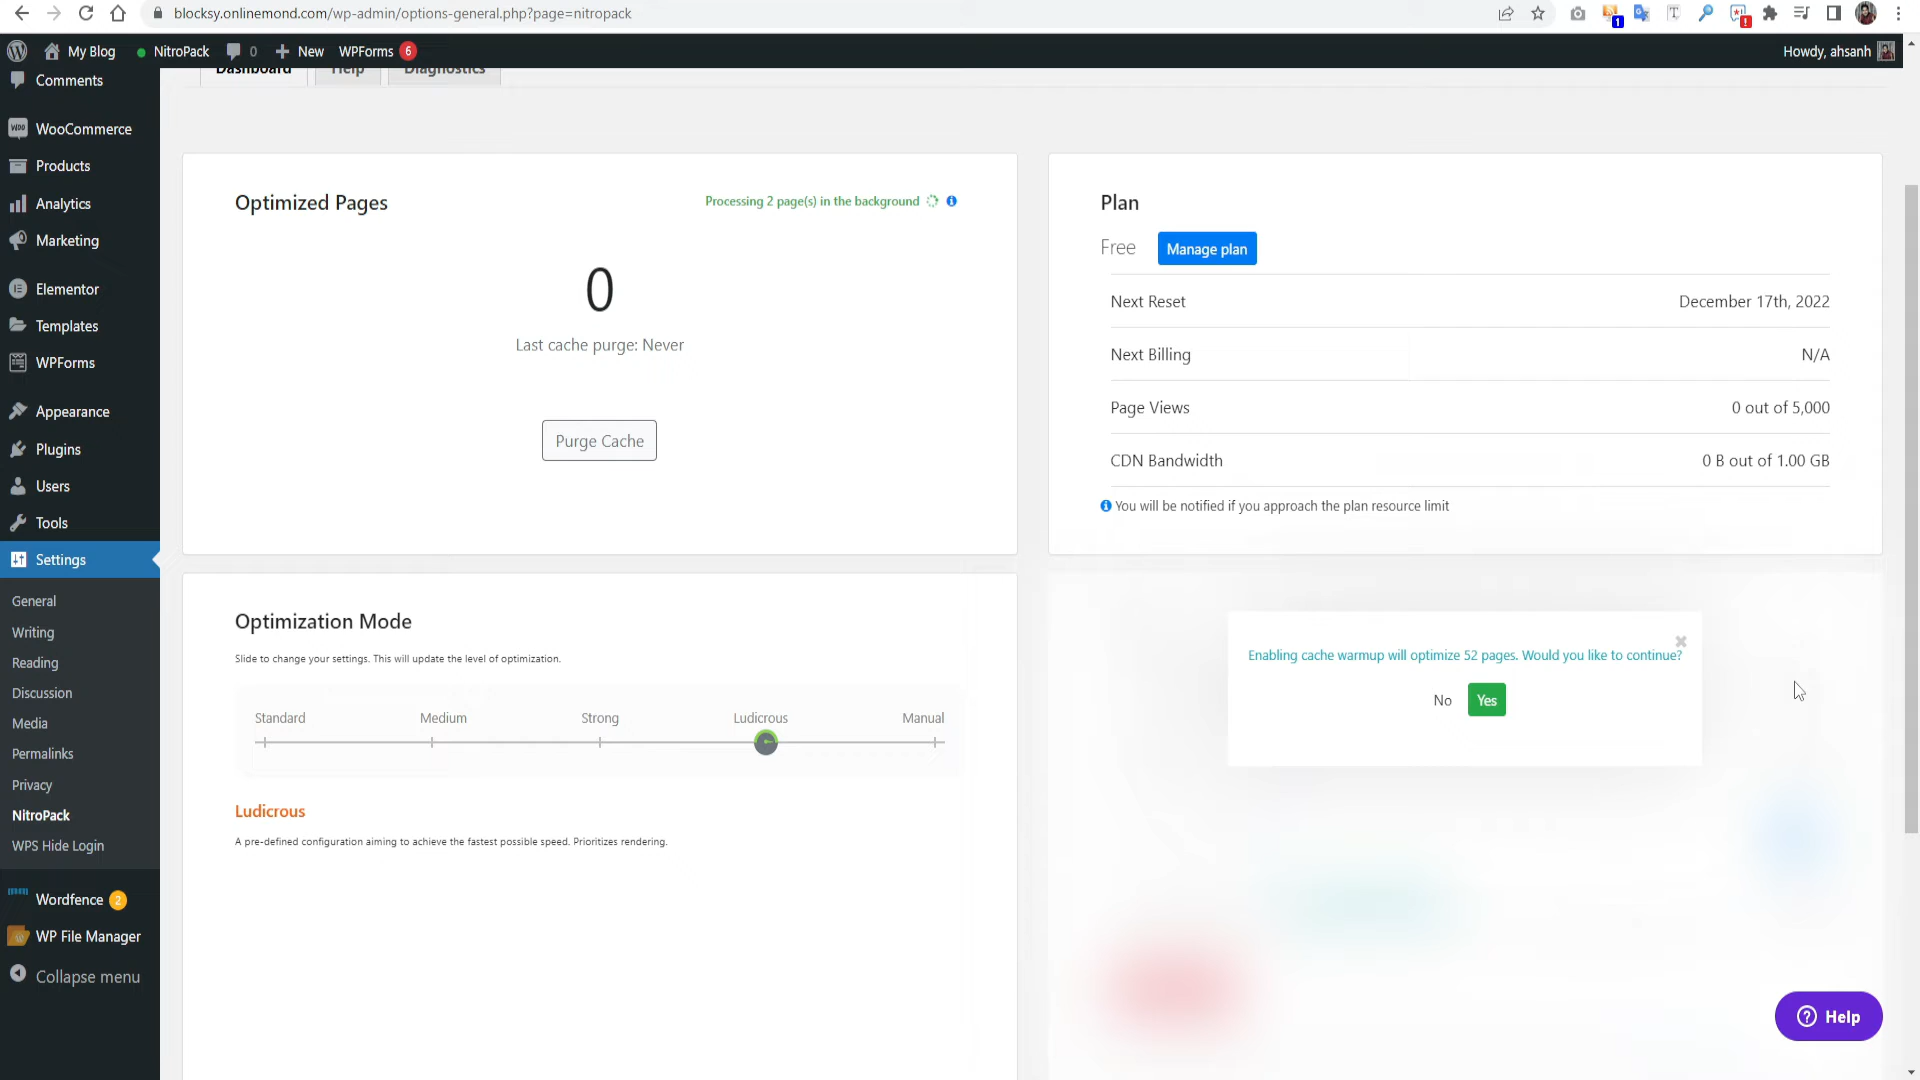 blocksy.onlinemond.com/wp-admin/options-general.php?page=nitropack
1
My Blog
NitroPack
0
New
WPForms 6
Howdy, ahsanh
Comments
WooCommerce
Products
Analytics
Marketing
Elementor
Templates
WPForms
Appearance
Plugins
Users
Tools
Settings
General
Writing
Reading
Discussion
Media
Permalinks
Privacy
NitroPack
WPS Hide Login
Wordfence 2
WP File Manager
Collapse menu
Dashboard
Help
Diagnostics
Optimized Pages
Processing 2 page(s) in the background
0
Last cache purge: Never
Purge Cache
Plan
Free
Manage plan
Next Reset
December 17th, 2022
Next Billing
N/A
Page Views
0 out of 5,000
CDN Bandwidth
0 B out of 1.00 GB
You will be notified if you approach the plan resource limit
Optimization Mode
Slide to change your settings. This will update the level of optimization.
Standard
Medium
Strong
Ludicrous
Manual
Ludicrous
A pre-defined configuration aiming to achieve the fastest possible speed. Prioritizes rendering.
Enabling cache warmup will optimize 52 pages. Would you like to continue?
No
Yes
Help